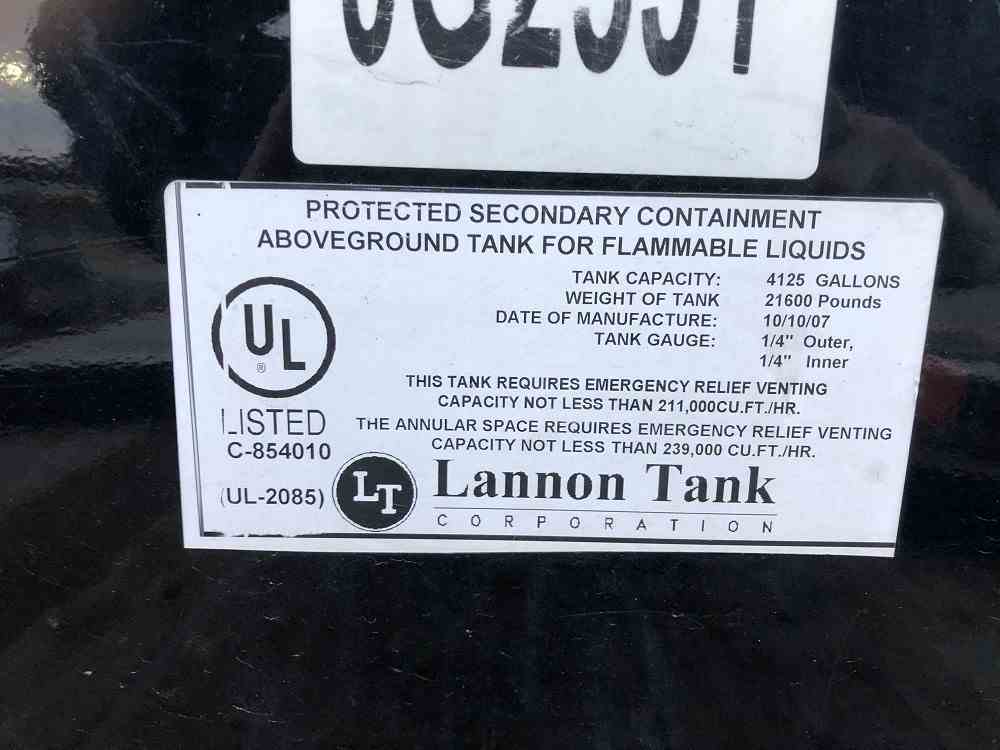 PROTECTED SECONDARY CONTAINMENT
ABOVEGROUND TANK FOR FLAMMABLE LIQUIDS
TANK CAPACITY: 4125 GALLONS
WEIGHT OF TANK 21600 Pounds
DATE OF MANUFACTURE: 10/10/07
TANK GAUGE: 1/4" Outer,
1/4" Inner
UL
®
LISTED
C-854010
(UL-2085)
THIS TANK REQUIRES EMERGENCY RELIEF VENTING
CAPACITY NOT LESS THAN 211,000CU.FT./HR.
THE ANNULAR SPACE REQUIRES EMERGENCY RELIEF VENTING
CAPACITY NOT LESS THAN 239,000 CU.FT./HR.
LT
Lannon Tank
CORPORATION